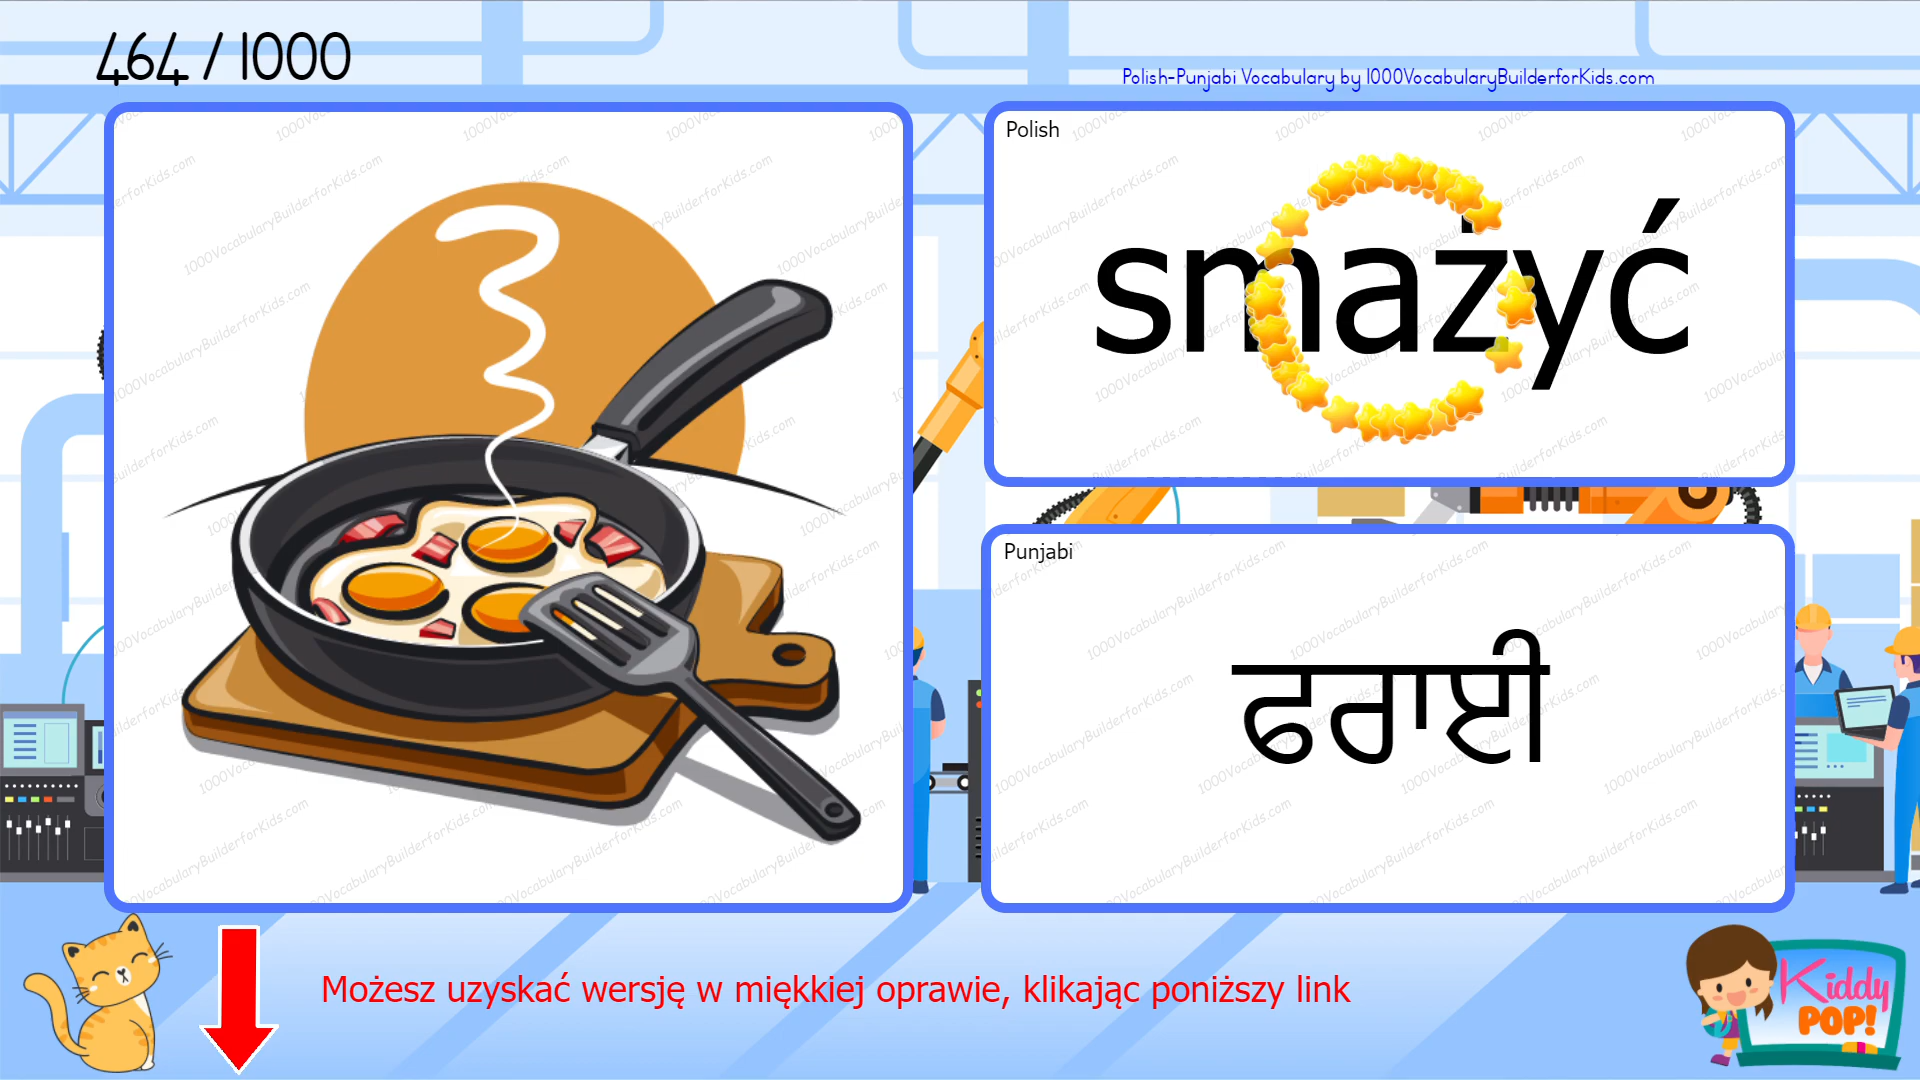 464 / 1000
Polish-Punjabi Vocabulary by 1000VocabularyBuilderforKids.com
Polish
smażyć
Punjabi
ਫਰਾਈ
Możesz uzyskać wersję w miękkiej oprawie, klikając poniższy link
Kiddy
POP!